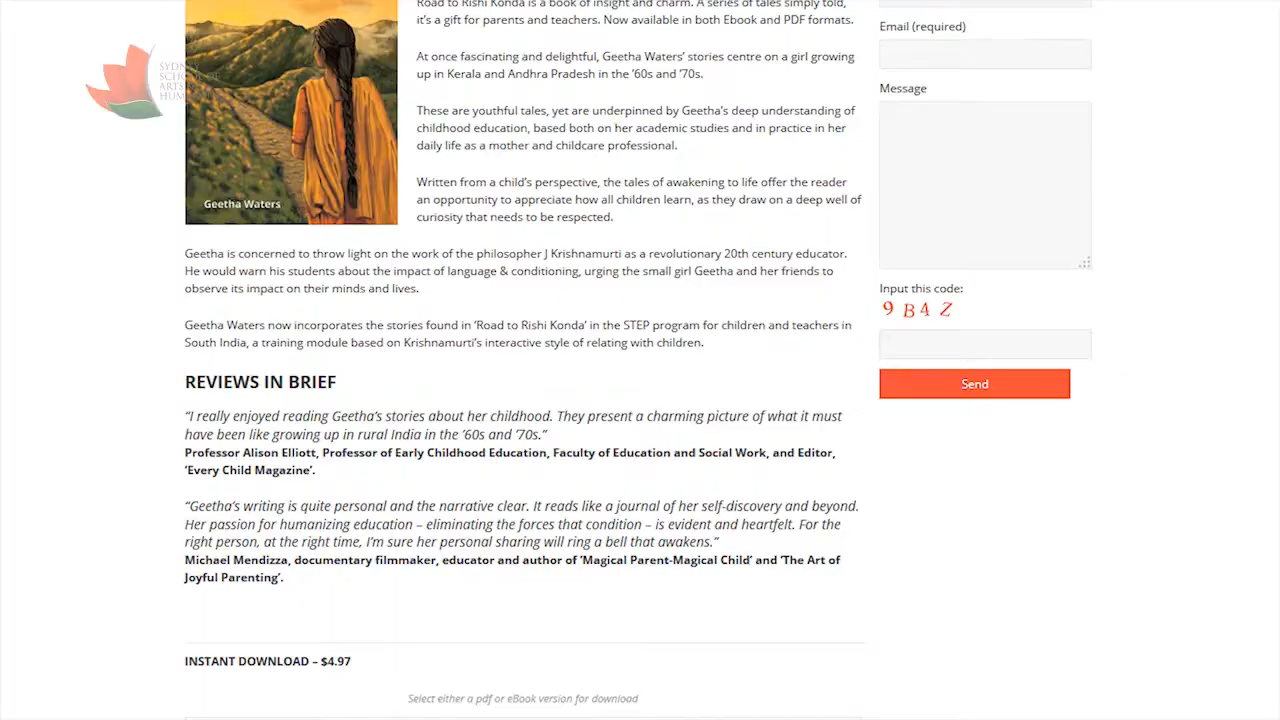 Road to Rishi Konda is a book of insight and charm. A series of tales simply told,
it's a gift for parents and teachers. Now available in both Ebook and PDF formats.
At once fascinating and delightful, Geetha Waters' stories centre on a girl growing
up in Kerala and Andhra Pradesh in the '60s and '70s.
These are youthful tales, yet are underpinned by Geetha's deep understanding of
childhood education, based both on her academic studies and in practice in her
daily life as a mother and childcare professional.
Written from a child's perspective, the tales of awakening to life offer the reader
an opportunity to appreciate how all children learn, as they draw on a deep well of
curiosity that needs to be respected.
SYDNEY
SCHOOL OF
ARTS &
HUM
Geetha Waters
Geetha is concerned to throw light on the work of the philosopher J Krishnamurti as a revolutionary 20th century educator.
He would warn his students about the impact of language & conditioning, urging the small girl Geetha and her friends to
observe its impact on their minds and lives.
Geetha Waters now incorporates the stories found in 'Road to Rishi Konda' in the STEP program for children and teachers in
South India, a training module based on Krishnamurti's interactive style of relating with children.
REVIEWS IN BRIEF
“I really enjoyed reading Geetha's stories about her childhood. They present a charming picture of what it must
have been like growing up in rural India in the '60s and '70s.”
Professor Alison Elliott, Professor of Early Childhood Education, Faculty of Education and Social Work, and Editor,
'Every Child Magazine'.
“Geetha's writing is quite personal and the narrative clear. It reads like a journal of her self-discovery and beyond.
Her passion for humanizing education – eliminating the forces that condition – is evident and heartfelt. For the
right person, at the right time, I'm sure her personal sharing will ring a bell that awakens.”
Michael Mendizza, documentary filmmaker, educator and author of 'Magical Parent-Magical Child' and 'The Art of
Joyful Parenting'.
INSTANT DOWNLOAD – $4.97
Select either a pdf or eBook version for download
Email (required)
Message
Input this code:
9 B 4 Z
Send